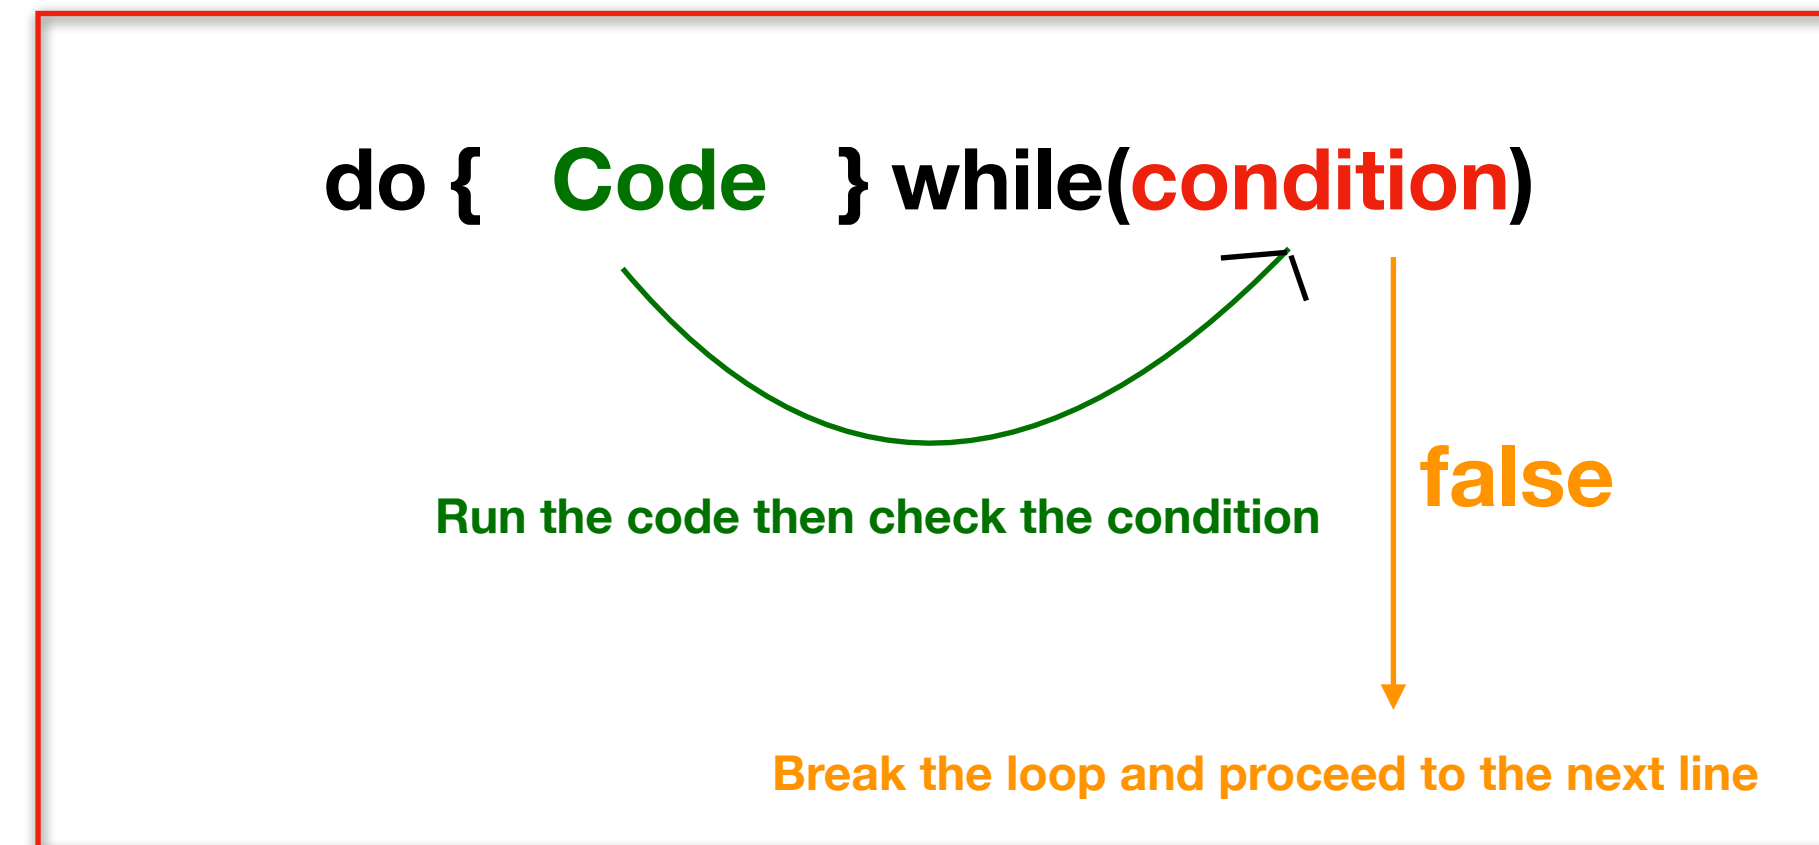 do { Code } while(condition)
false
Run the code then check the condition
Break the loop and proceed to the next line